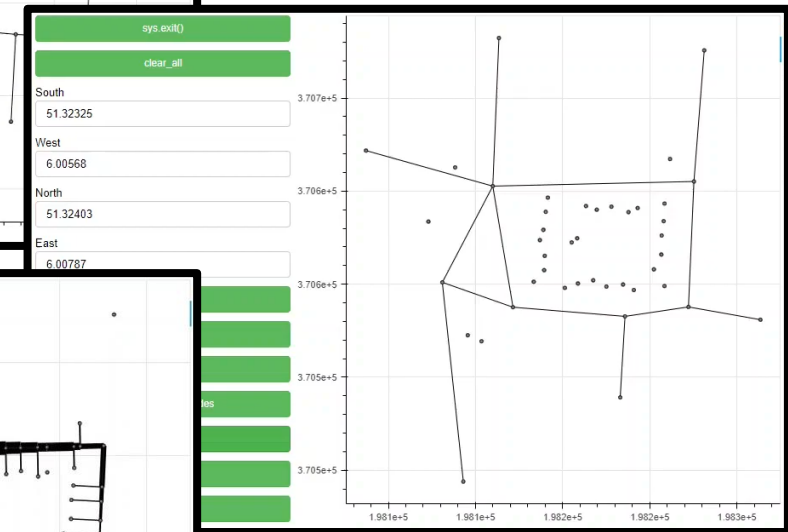 sys.exit()
clear_all
South
51.32325
West
6.00568
North
51.32403
East
6.00787
3.707e+5
3.706e+5
3.706e+5
3.705e+5
3.705e+5
1.981e+5
1.981e+5
1.982e+5
1.982e+5
1.983e+5